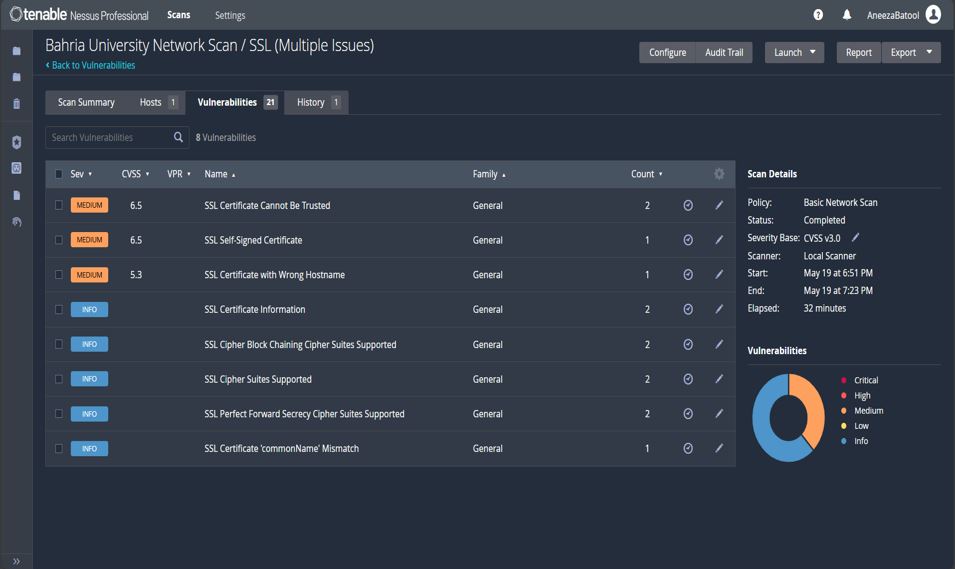 tenable Nessus Professional Scans Settings AneezaBatool
Bahria University Network Scan / SSL (Multiple Issues)
‹ Back to Vulnerabilities
Configure Audit Trail Launch Report Export
Scan Summary Hosts 1 Vulnerabilities 21 History 1
Search Vulnerabilities 8 Vulnerabilities
Sev CVSS VPR Name Family Count
MEDIUM 6.5 SSL Certificate Cannot Be Trusted General 2
MEDIUM 6.5 SSL Self-Signed Certificate General 1
MEDIUM 5.3 SSL Certificate with Wrong Hostname General 1
INFO SSL Certificate Information General 2
INFO SSL Cipher Block Chaining Cipher Suites Supported General 2
INFO SSL Cipher Suites Supported General 2
INFO SSL Perfect Forward Secrecy Cipher Suites Supported General 2
INFO SSL Certificate 'commonName' Mismatch General 1
Scan Details
Policy: Basic Network Scan
Status: Completed
Severity Base: CVSS v3.0
Scanner: Local Scanner
Start: May 19 at 6:51 PM
End: May 19 at 7:23 PM
Elapsed: 32 minutes
Vulnerabilities
Critical
High
Medium
Low
Info